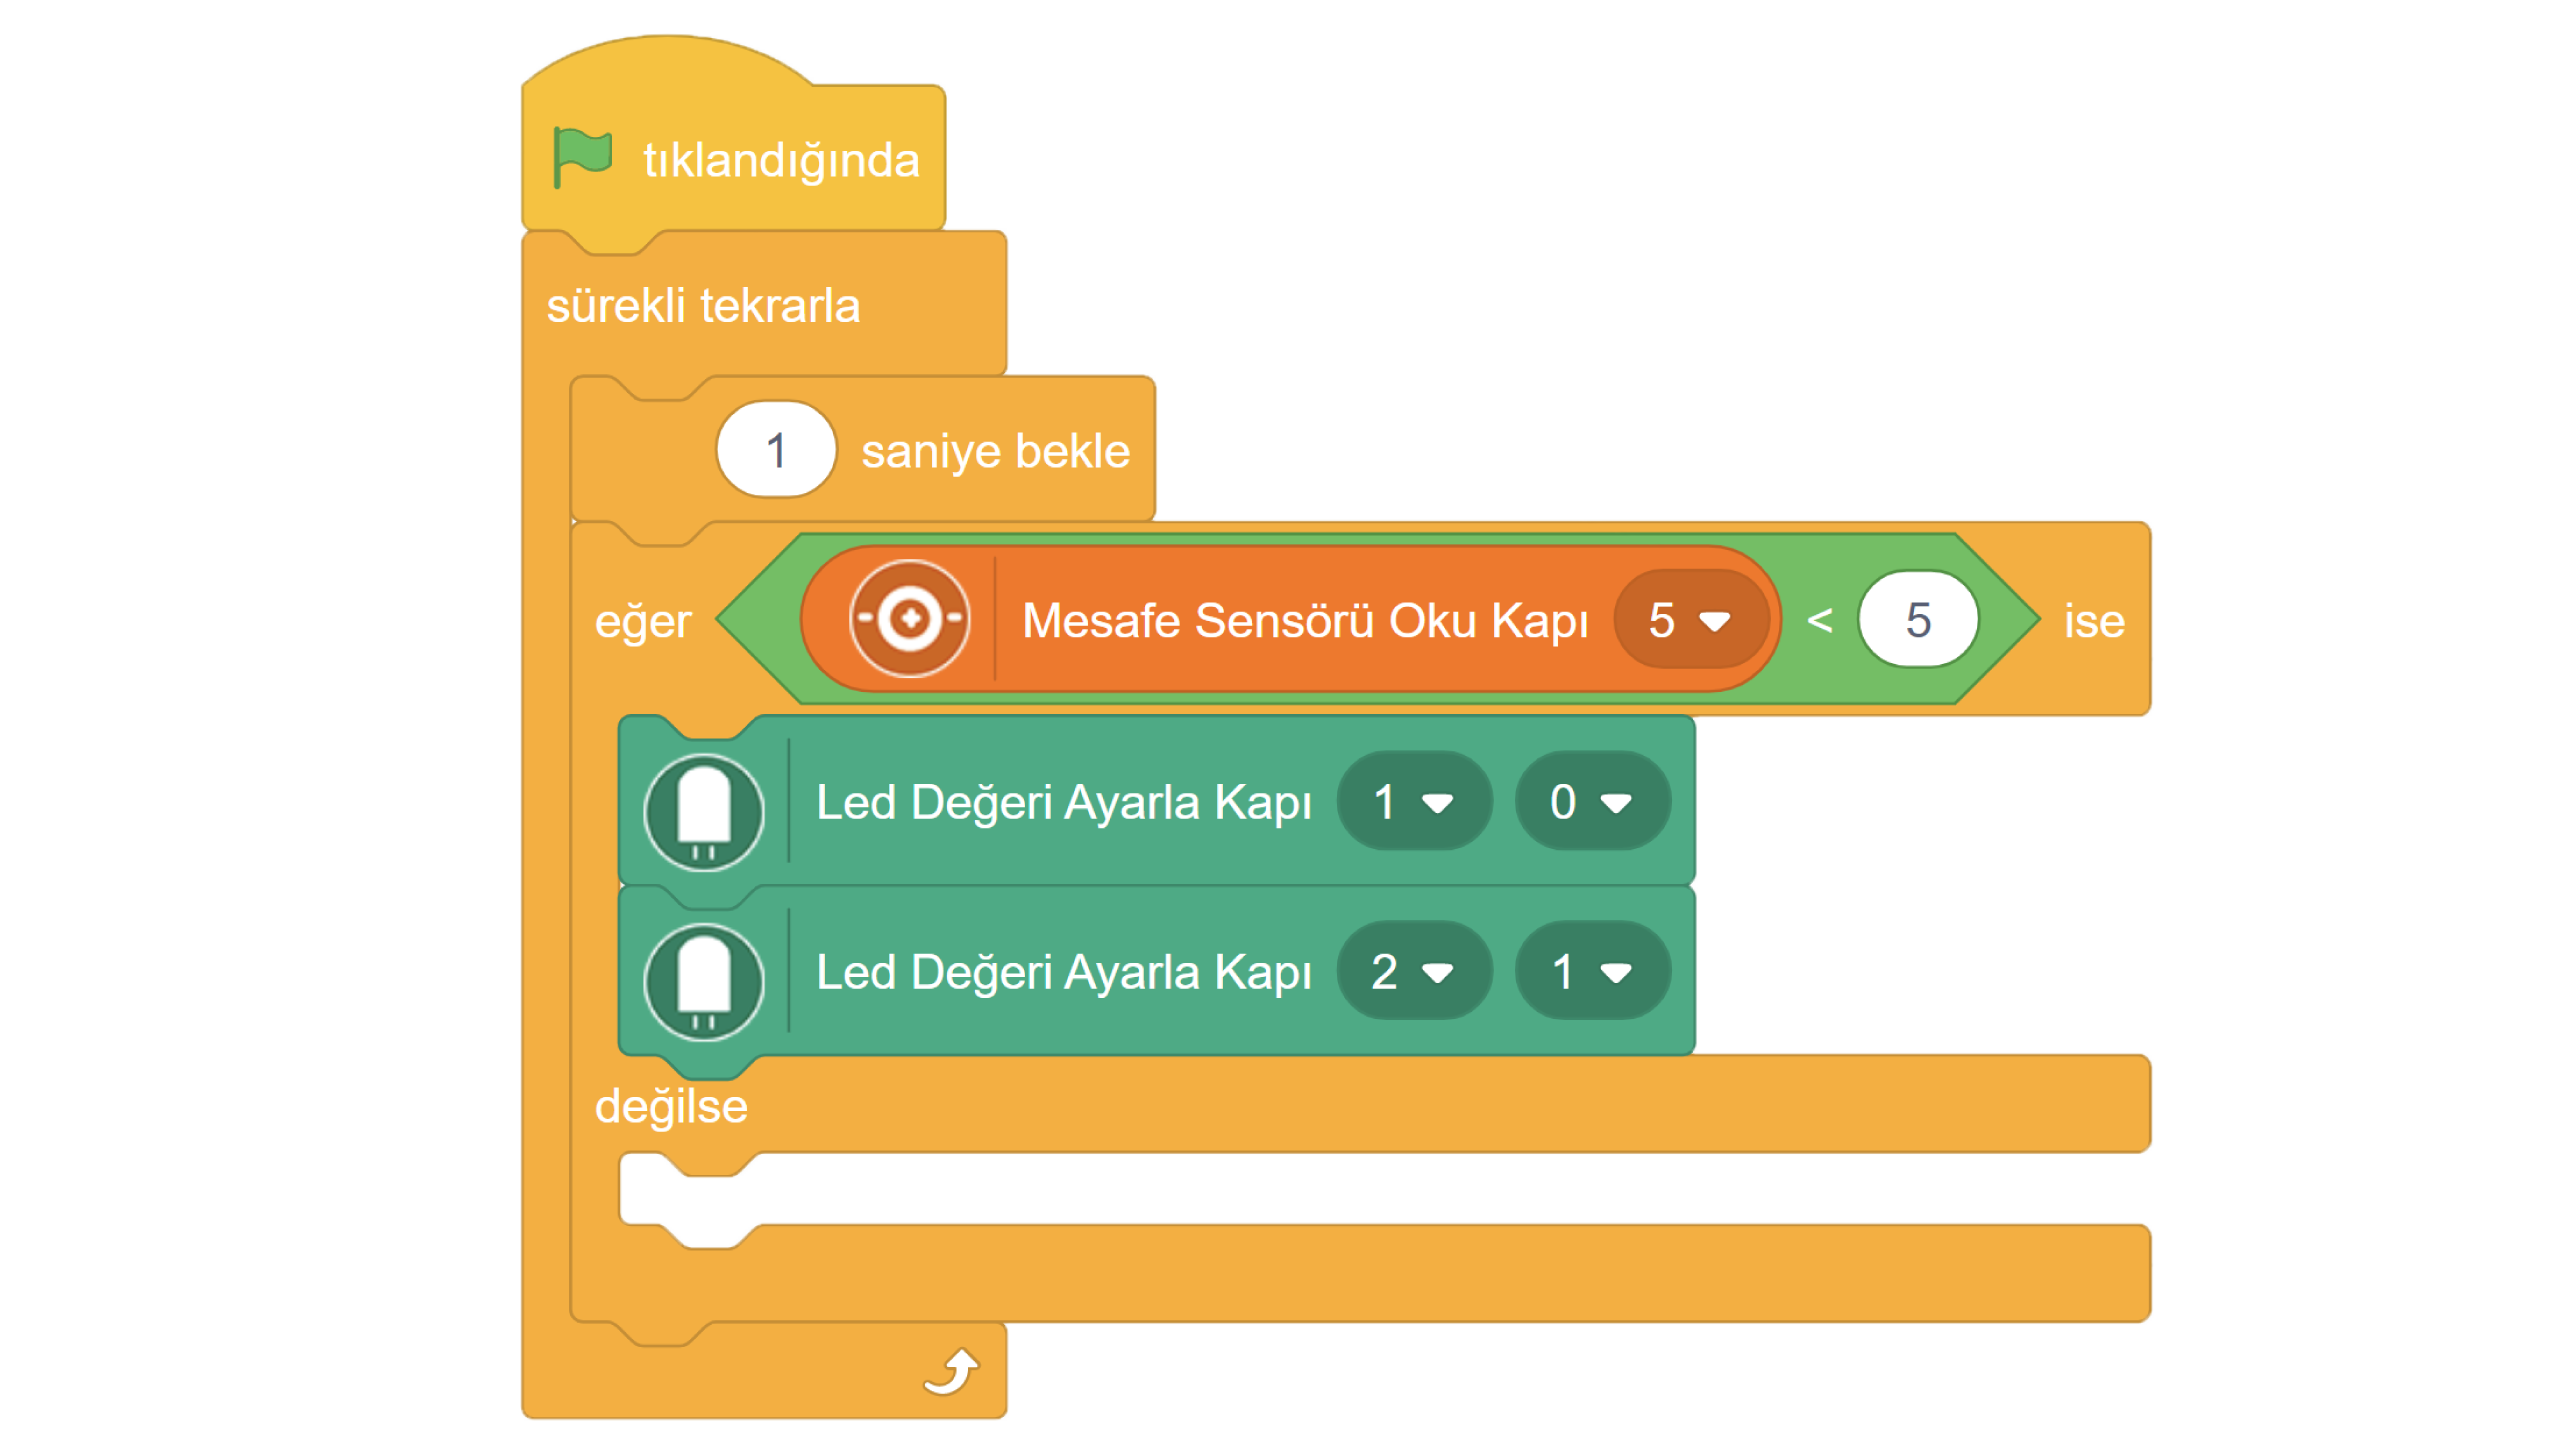 tıklandığında
sürekli tekrarla
1 saniye bekle
eğer Mesafe Sensörü Oku Kapı 5 < 5 ise
Led Değeri Ayarla Kapı 1 0
Led Değeri Ayarla Kapı 2 1
değilse